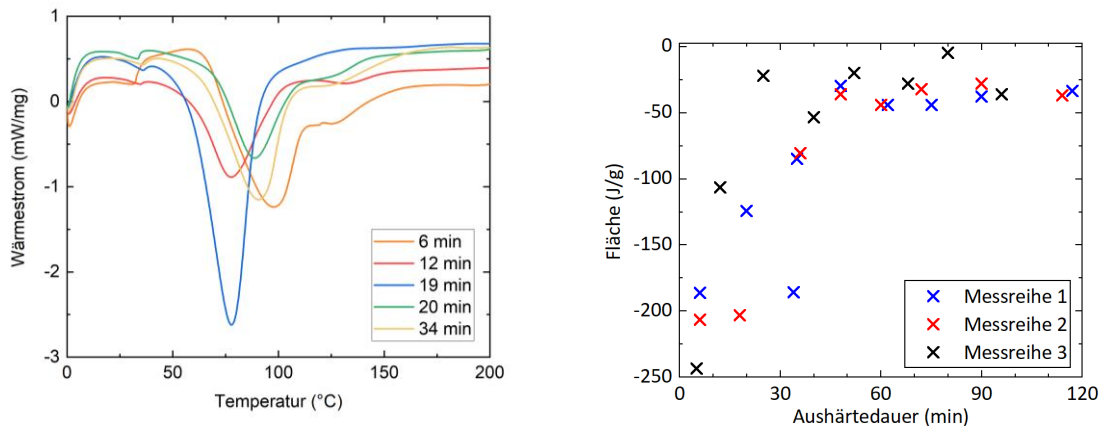 1
0
-1
-2
-3
0
50
100
150
200
Wärmestrom (mW/mg)
Temperatur (°C)
6 min
12 min
19 min
20 min
34 min
0
-50
-100
-150
-200
-250
0
30
60
90
120
Fläche (J/g)
Aushärtedauer (min)
Messreihe 1
Messreihe 2
Messreihe 3